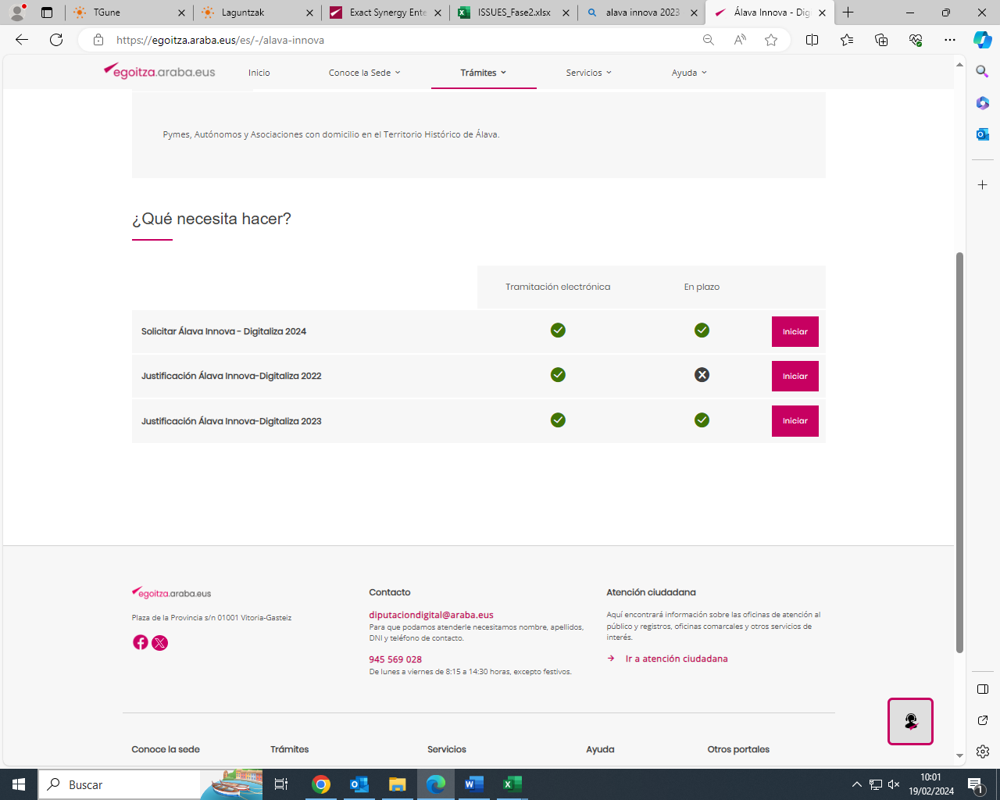 TGune
Laguntzak
Exact Synergy Ente
ISSUES_Fase2.xlsx
alava innova 2023
Álava Innova - Dig
https://egoitza.araba.eus/es/-/alava-innova
egoitza.araba.eus
Inicio
Conoce la Sede
Trámites
Servicios
Ayuda
Pymes, Autónomos y Asociaciones con domicilio en el Territorio Histórico de Álava.
¿Qué necesita hacer?
Tramitación electrónica
En plazo
Solicitar Álava Innova - Digitaliza 2024
Iniciar
Justificación Álava Innova-Digitaliza 2022
Iniciar
Justificación Álava Innova-Digitaliza 2023
Iniciar
egoitza.araba.eus
Plaza de la Provincia s/n 01001 Vitoria-Gasteiz
Contacto
diputaciondigital@araba.eus
Para que podamos atenderle necesitamos nombre, apellidos,
DNI y teléfono de contacto.
945 569 028
De lunes a viernes de 8:15 a 14:30 horas, excepto festivos.
Atención ciudadana
Aquí encontrará información sobre las oficinas de atención al
público y registros, oficinas comarcales y otros servicios de
interés.
Ir a atención ciudadana
Conoce la sede
Trámites
Servicios
Ayuda
Otros portales
Buscar
10:01
19/02/2024
1